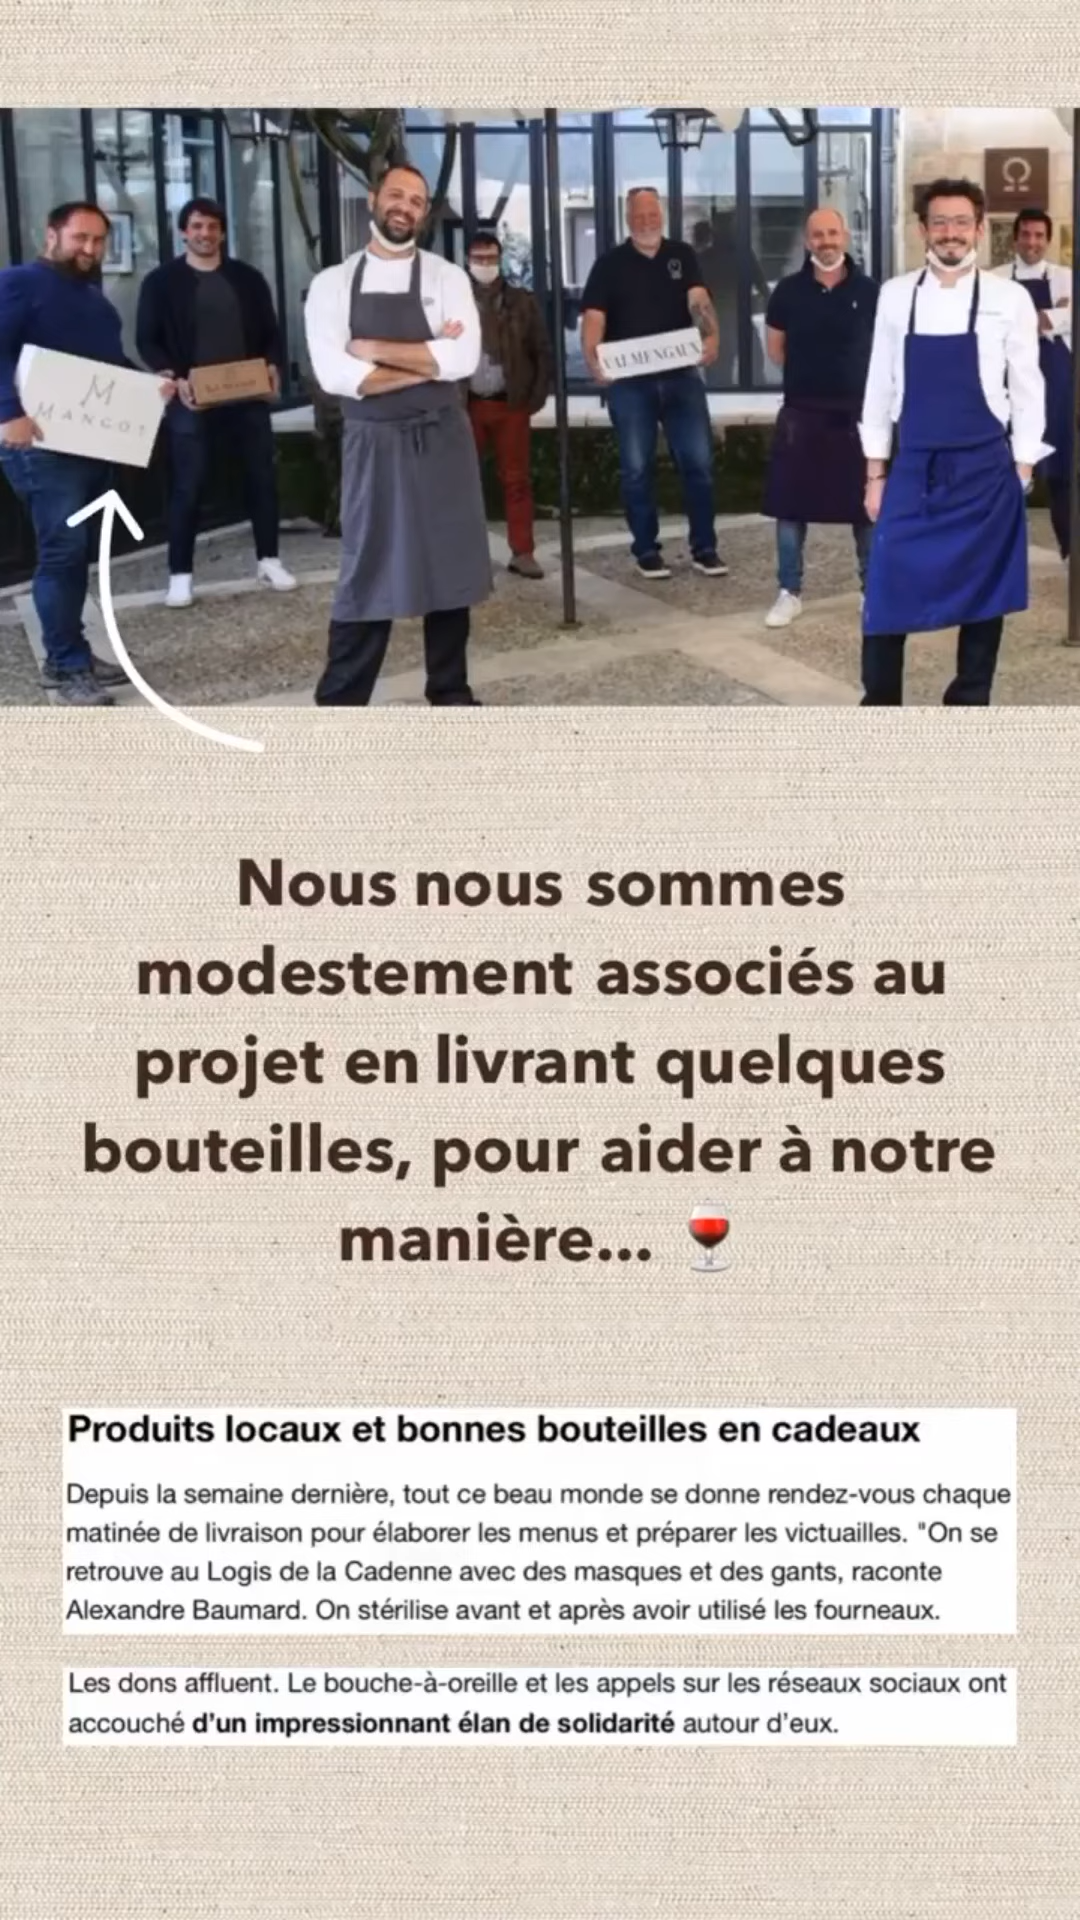 M
MANGOT
VALMENGAUX
Nous nous sommes
modestement associés au
projet en livrant quelques
bouteilles, pour aider à notre
manière... 🍷
Produits locaux et bonnes bouteilles en cadeaux
Depuis la semaine dernière, tout ce beau monde se donne rendez-vous chaque
matinée de livraison pour élaborer les menus et préparer les victuailles. "On se
retrouve au Logis de la Cadenne avec des masques et des gants, raconte
Alexandre Baumard. On stérilise avant et après avoir utilisé les fourneaux.
Les dons affluent. Le bouche-à-oreille et les appels sur les réseaux sociaux ont
accouché d'un impressionnant élan de solidarité autour d'eux.